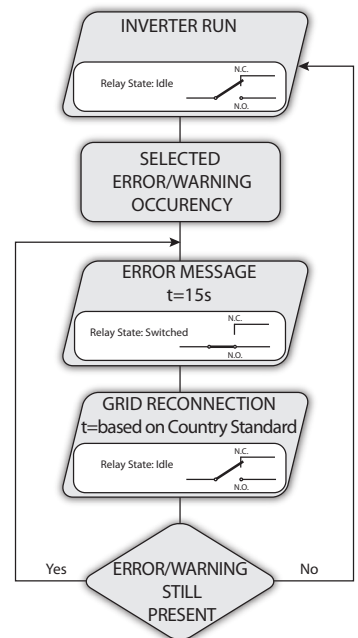 INVERTER RUN
N.C.
Relay State: Idle
N.O.
SELECTED
ERROR/WARNING
OCCURENCY
ERROR MESSAGE
t=15s
N.C.
Relay State: Switched
N.O.
GRID RECONNECTION
t=based on Country Standard
N.C.
Relay State: Idle
N.O.
Yes
ERROR/WARNING
No
STILL
PRESENT